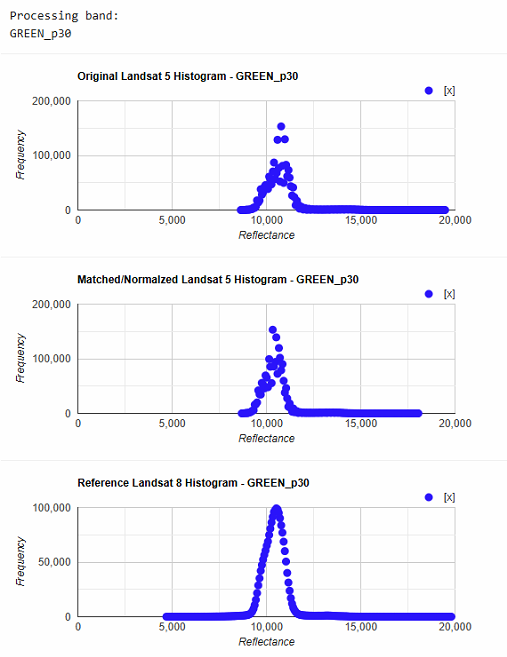 Processing band:
GREEN_p30
Original Landsat 5 Histogram - GREEN_p30
[x]
200,000
100,000
0
Frequency
0 5,000 10,000 15,000 20,000
Reflectance
Matched/Normalzed Landsat 5 Histogram - GREEN_p30
[x]
200,000
100,000
0
Frequency
0 5,000 10,000 15,000 20,000
Reflectance
Reference Landsat 8 Histogram - GREEN_p30
[x]
100,000
50,000
0
Frequency
0 5,000 10,000 15,000 20,000
Reflectance